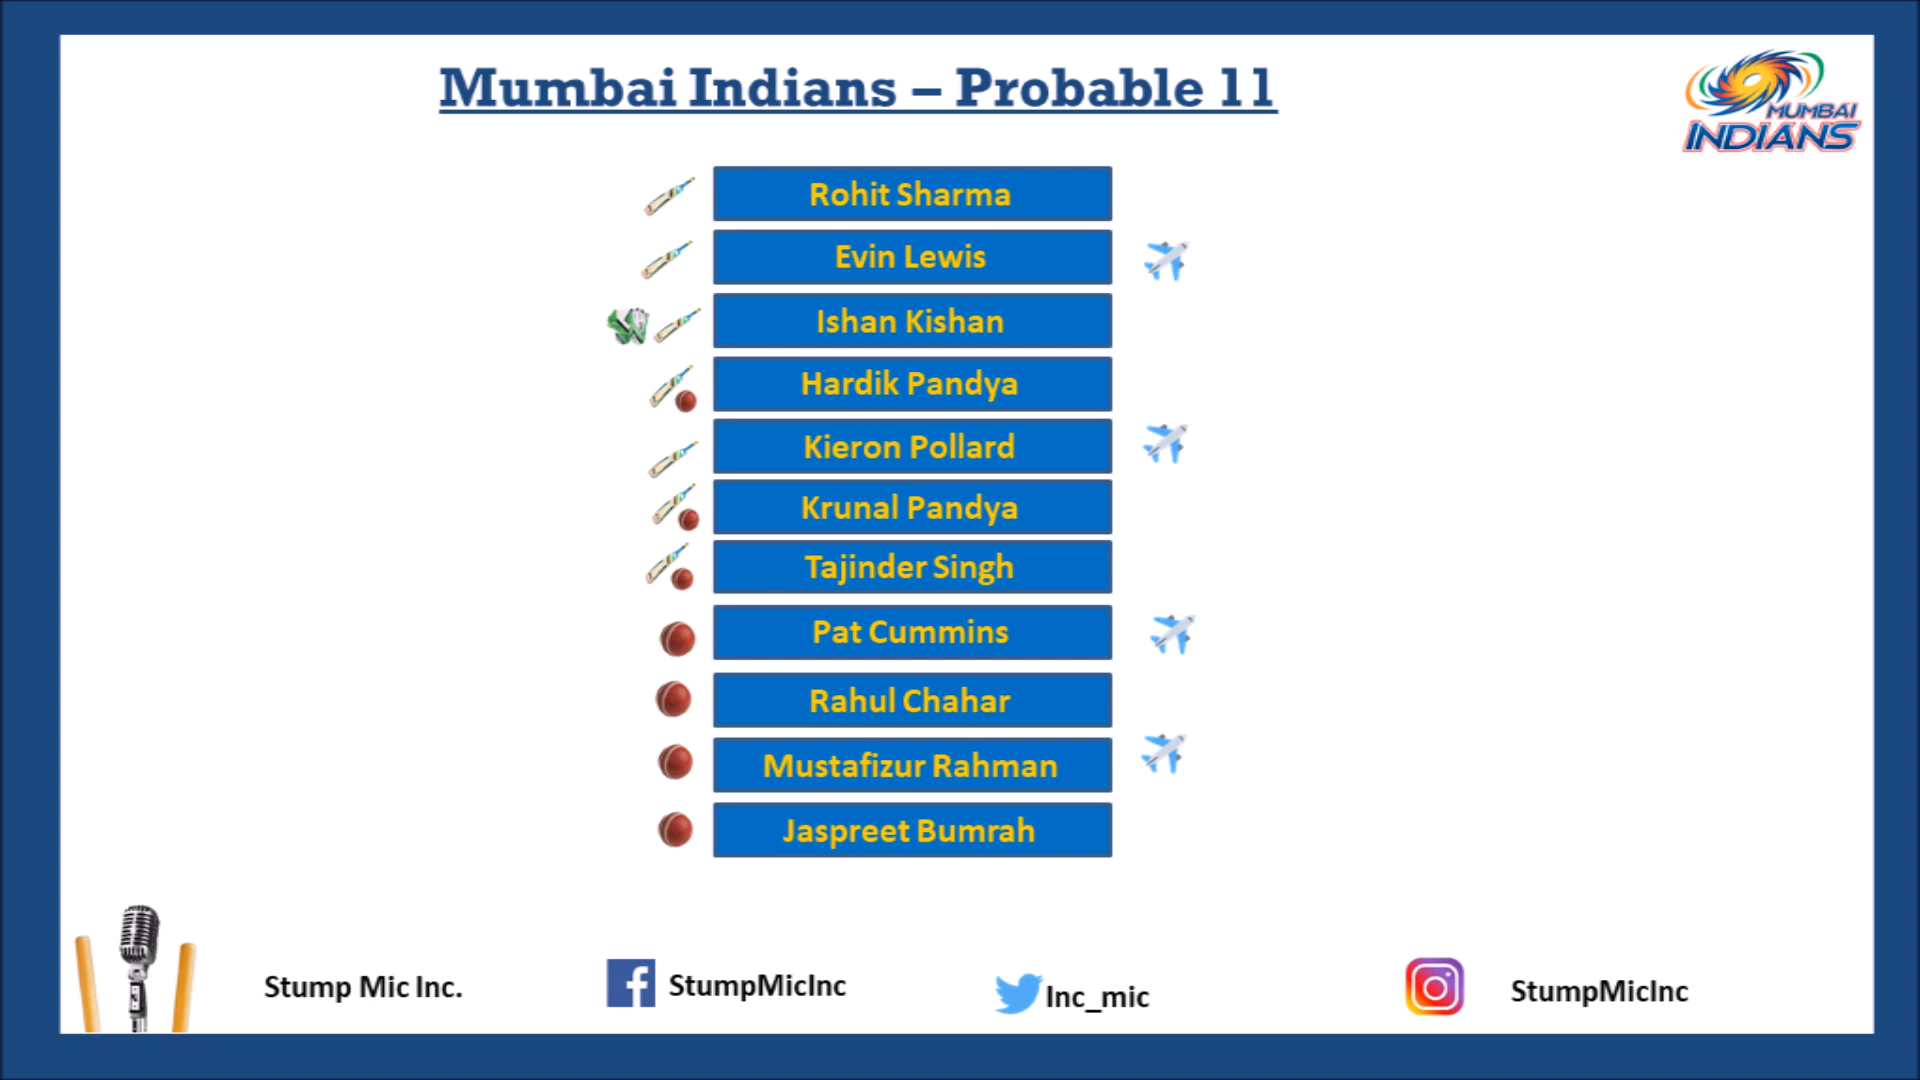 Mumbai Indians – Probable 11
MUMBAI
INDIANS
Rohit Sharma
Evin Lewis
Ishan Kishan
Hardik Pandya
Kieron Pollard
Krunal Pandya
Tajinder Singh
Pat Cummins
Rahul Chahar
Mustafizur Rahman
Jaspreet Bumrah
Stump Mic Inc.
StumpMicInc
Inc_mic
StumpMicInc